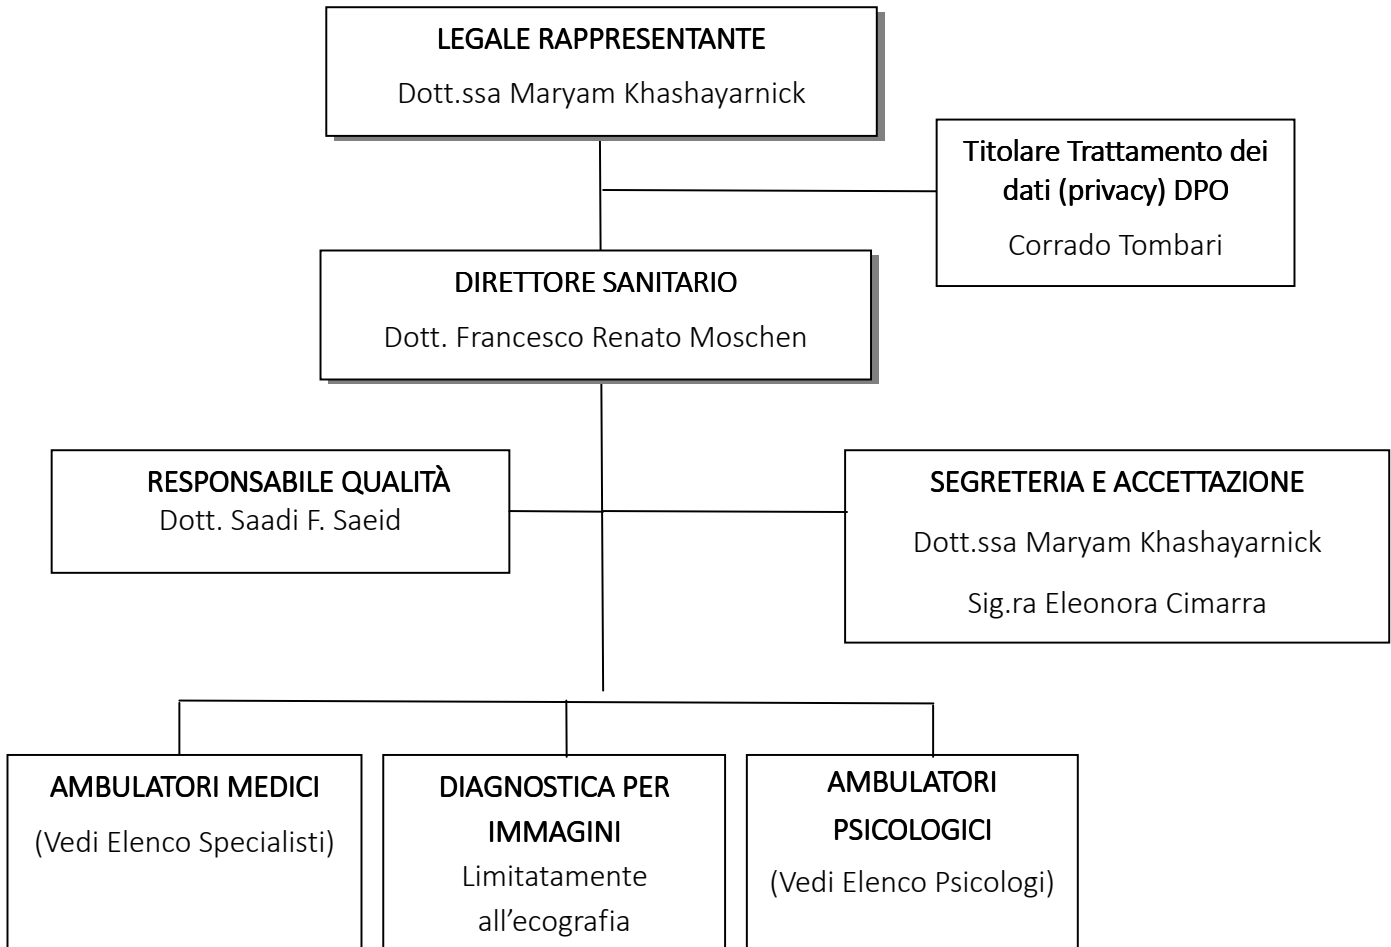 LEGALE RAPPRESENTANTE
Dott.ssa Maryam Khashayarnick
Titolare Trattamento dei
dati (privacy) DPO
Corrado Tombari
DIRETTORE SANITARIO
Dott. Francesco Renato Moschen
RESPONSABILE QUALITÀ
Dott. Saadi F. Saeid
SEGRETERIA E ACCETTAZIONE
Dott.ssa Maryam Khashayarnick
Sig.ra Eleonora Cimarra
AMBULATORI MEDICI
(Vedi Elenco Specialisti)
DIAGNOSTICA PER
IMMAGINI
Limitatamente
all’ecografia
AMBULATORI
PSICOLOGICI
(Vedi Elenco Psicologi)